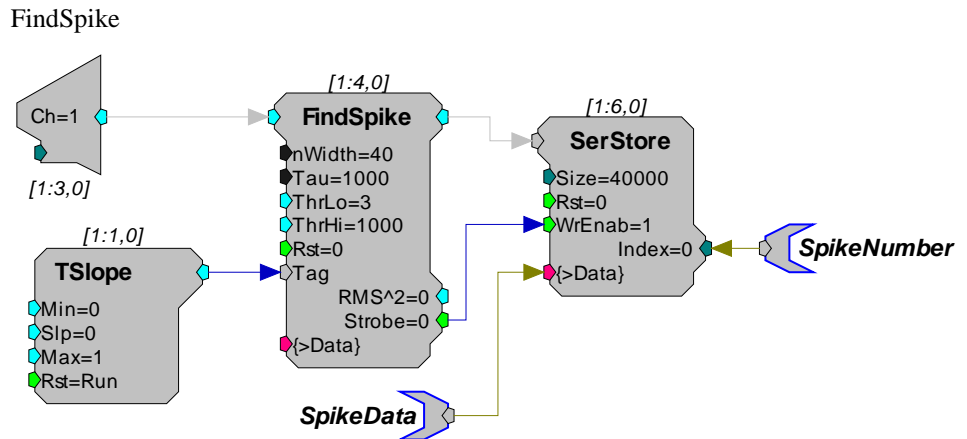 FindSpike
Ch=1
[1:3,0]
[1:1,0]
TSlope
Min=0
Slp=0
Max=1
Rst=Run
[1:4,0]
FindSpike
nWidth=40
Tau=1000
ThrLo=3
ThrHi=1000
Rst=0
Tag
RMS^2=0
Strobe=0
{>Data}
[1:6,0]
SerStore
Size=40000
Rst=0
WrEnab=1
Index=0
{>Data}
SpikeNumber
SpikeData